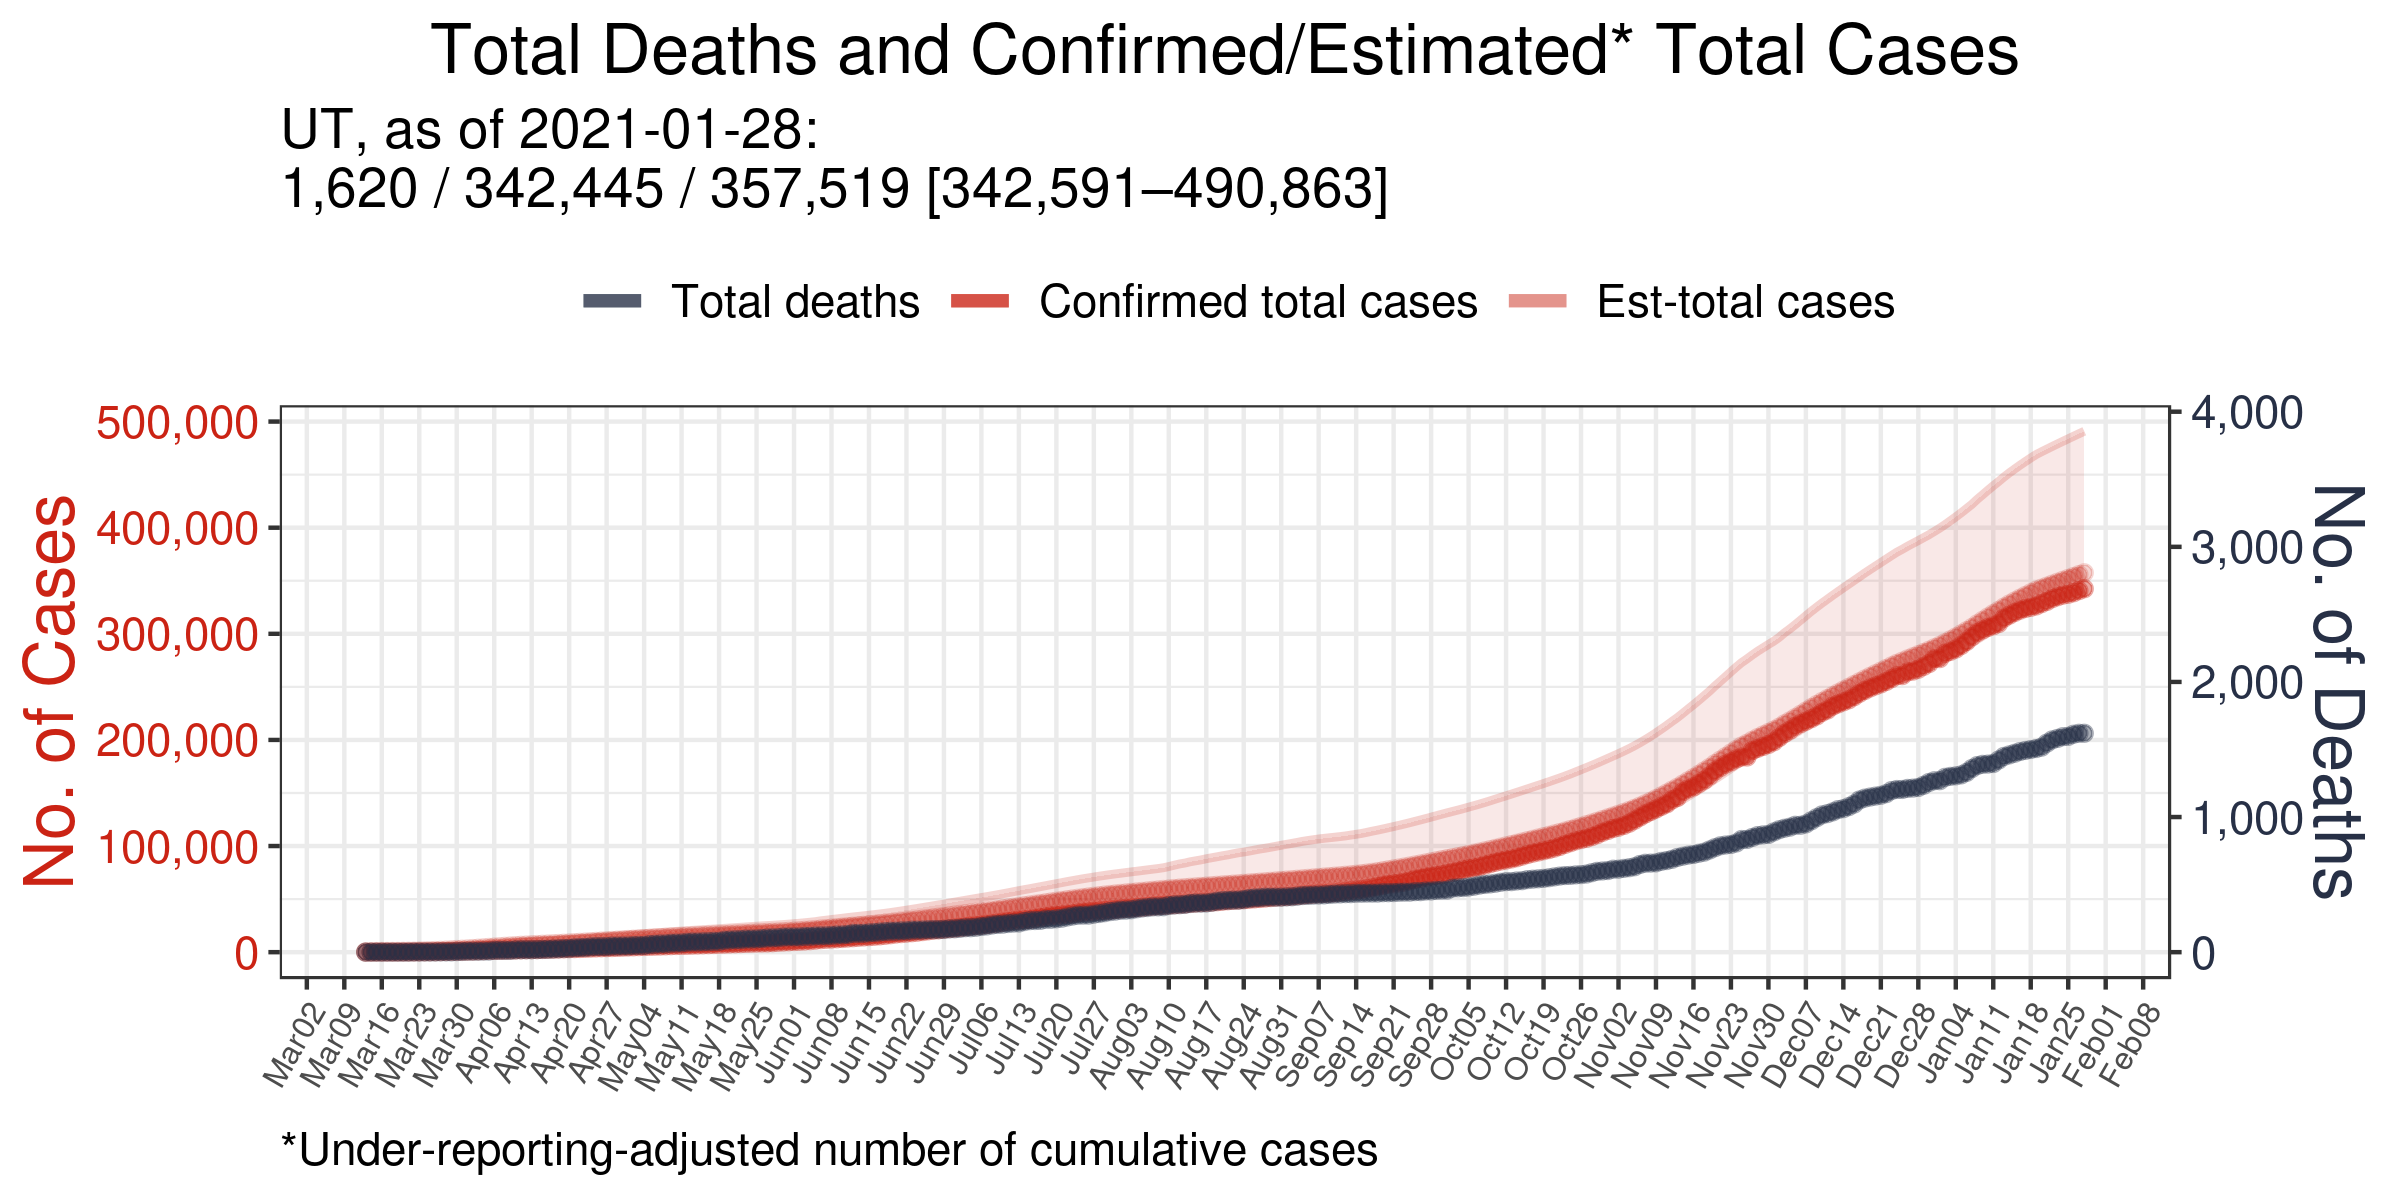 Total Deaths and Confirmed/Estimated* Total Cases
UT, as of 2021-01-28:
1,620 / 342,445 / 357,519 [342,591–490,863]
Total deaths
Confirmed total cases
Est-total cases
No. of Cases
500,000
400,000
300,000
200,000
100,000
0
4,000
3,000
2,000
1,000
0
No. of Deaths
Mar02
Mar09
Mar16
Mar23
Mar30
Apr06
Apr13
Apr20
Apr27
May04
May11
May18
May25
Jun01
Jun08
Jun15
Jun22
Jun29
Jul06
Jul13
Jul20
Jul27
Aug03
Aug10
Aug17
Aug24
Aug31
Sep07
Sep14
Sep21
Sep28
Oct05
Oct12
Oct19
Oct26
Nov02
Nov09
Nov16
Nov23
Nov30
Dec07
Dec14
Dec21
Dec28
Jan04
Jan11
Jan18
Jan25
Feb01
Feb08
*Under-reporting-adjusted number of cumulative cases